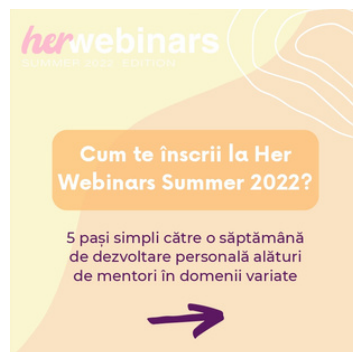 herwebinars
SUMMER 2022 EDITION
Cum te înscrii la Her
Webinars Summer 2022?
5 pași simpli către o săptămână
de dezvoltare personală alături
de mentori în domenii variate